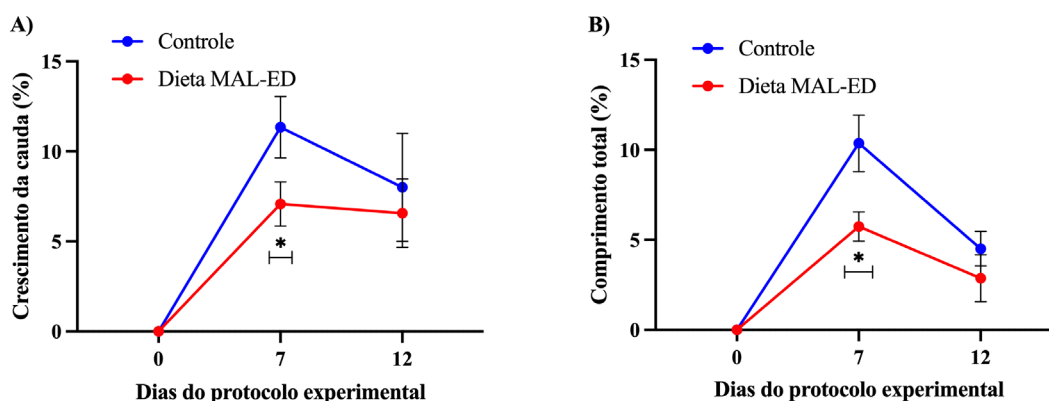 A)
Controle
Dieta MAL-ED
Crescimento da cauda (%)
15
10
5
0
*
0 7 12
Dias do protocolo experimental
B)
Controle
Dieta MAL-ED
Comprimento total (%)
15
10
5
0
*
0 7 12
Dias do protocolo experimental